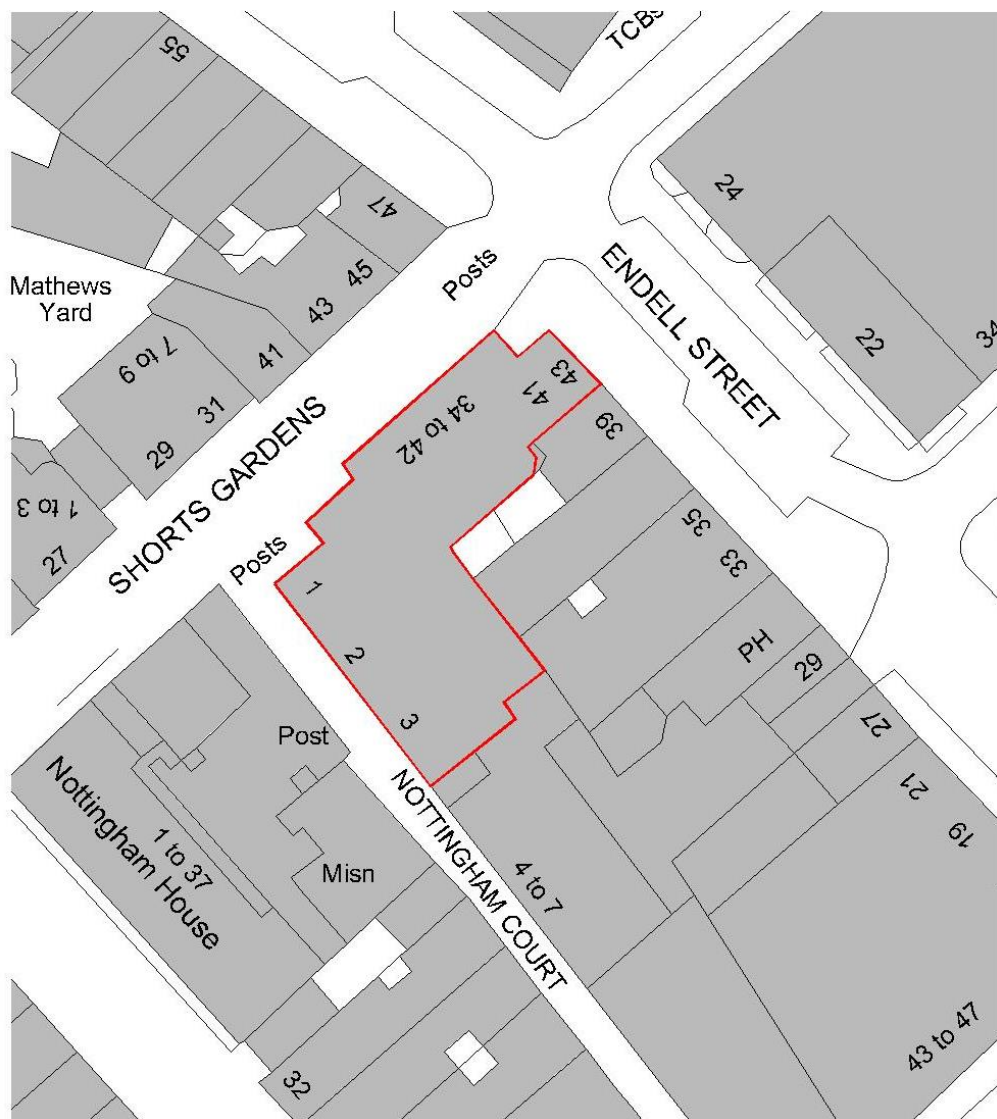 55
TCBs
24
22
34
47
Posts
ENDELL STREET
Mathews
Yard
45
43
41
7 to 9
31
29
1 to 3
27
SHORTS GARDENS
43
41
34 to 42
39
35
33
PH
29
27
21
19
Posts
1
2
3
Post
NOTTINGHAM COURT
4 to 7
Misn
1 to 37
Nottingham House
32
43 to 47